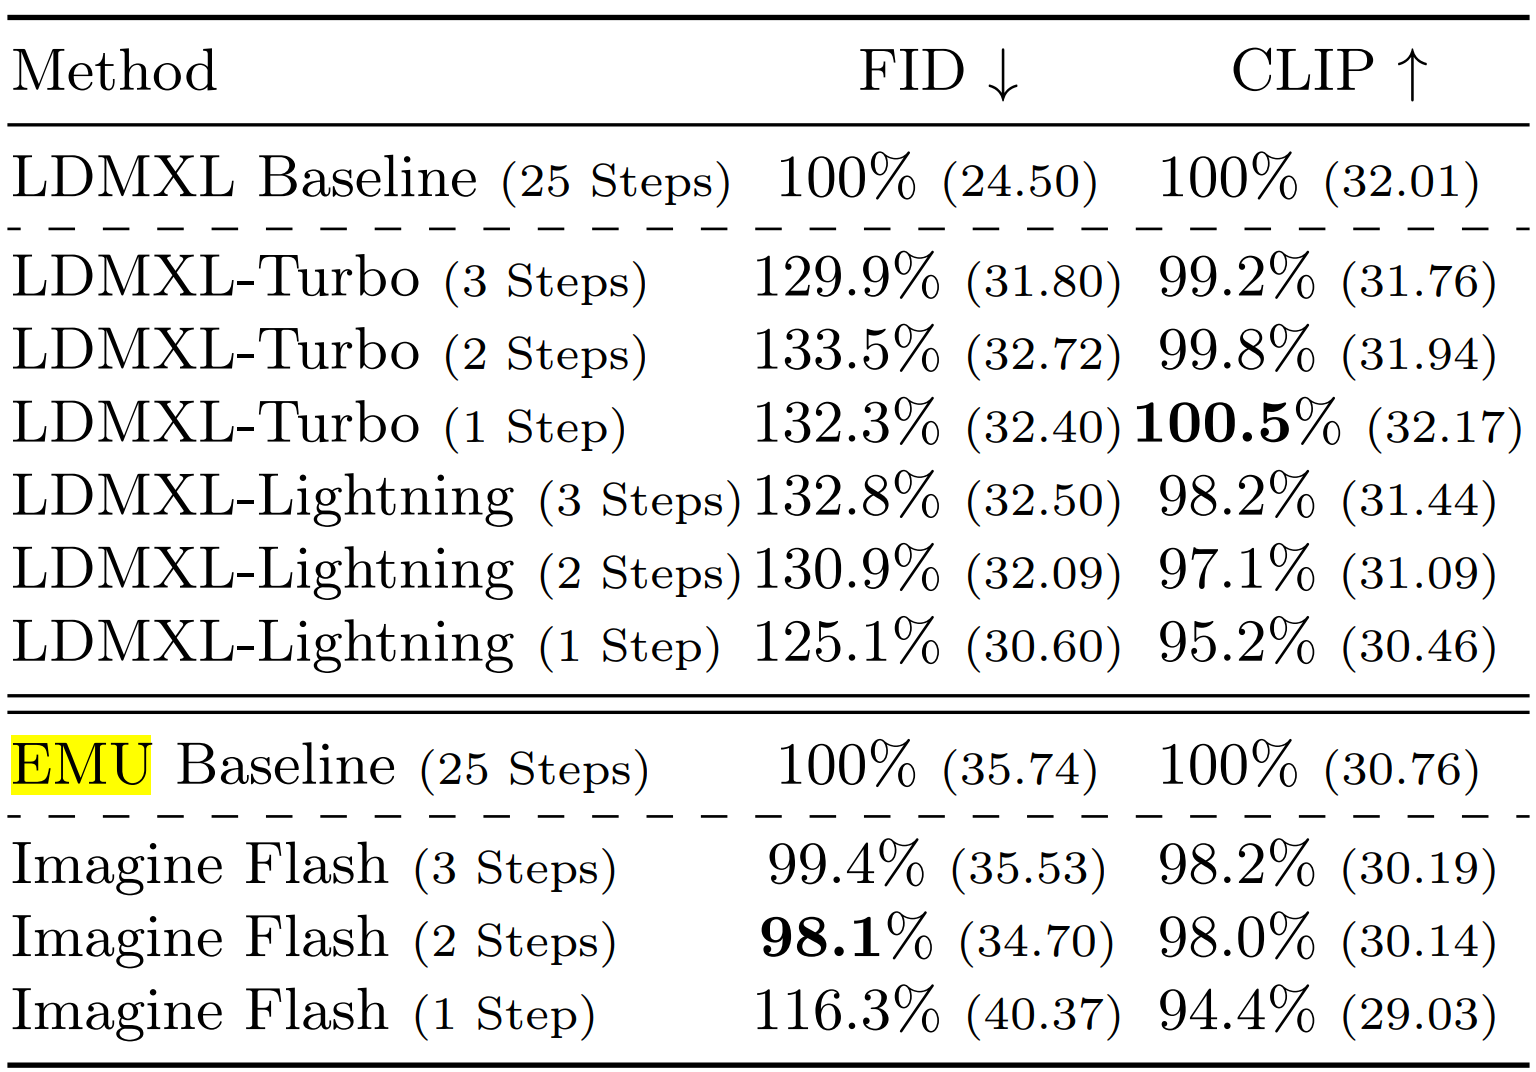 Method FID ↓ CLIP ↑
LDMXL Baseline (25 Steps) 100% (24.50) 100% (32.01)
LDMXL-Turbo (3 Steps) 129.9% (31.80) 99.2% (31.76)
LDMXL-Turbo (2 Steps) 133.5% (32.72) 99.8% (31.94)
LDMXL-Turbo (1 Step) 132.3% (32.40) 100.5% (32.17)
LDMXL-Lightning (3 Steps) 132.8% (32.50) 98.2% (31.44)
LDMXL-Lightning (2 Steps) 130.9% (32.09) 97.1% (31.09)
LDMXL-Lightning (1 Step) 125.1% (30.60) 95.2% (30.46)
EMU Baseline (25 Steps) 100% (35.74) 100% (30.76)
Imagine Flash (3 Steps) 99.4% (35.53) 98.2% (30.19)
Imagine Flash (2 Steps) 98.1% (34.70) 98.0% (30.14)
Imagine Flash (1 Step) 116.3% (40.37) 94.4% (29.03)